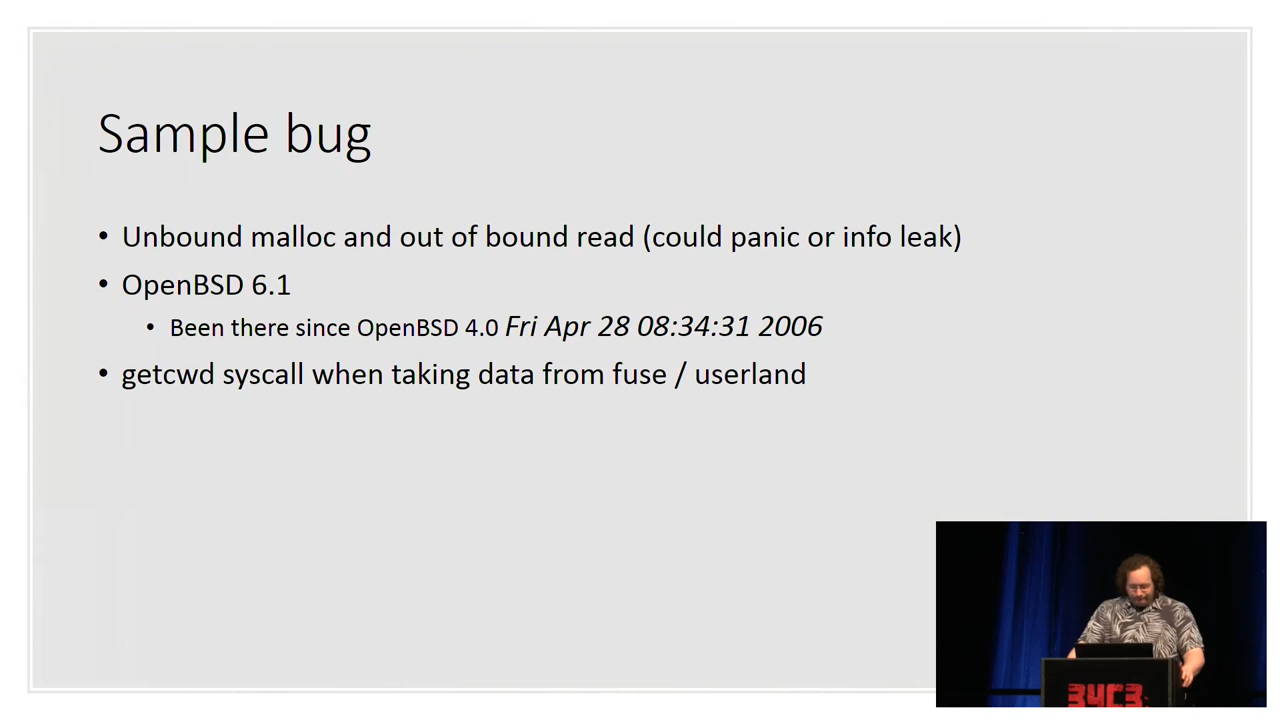 Sample bug
• Unbound malloc and out of bound read (could panic or info leak)
• OpenBSD 6.1
• Been there since OpenBSD 4.0 Fri Apr 28 08:34:31 2006
• getcwd syscall when taking data from fuse / userland
34C3